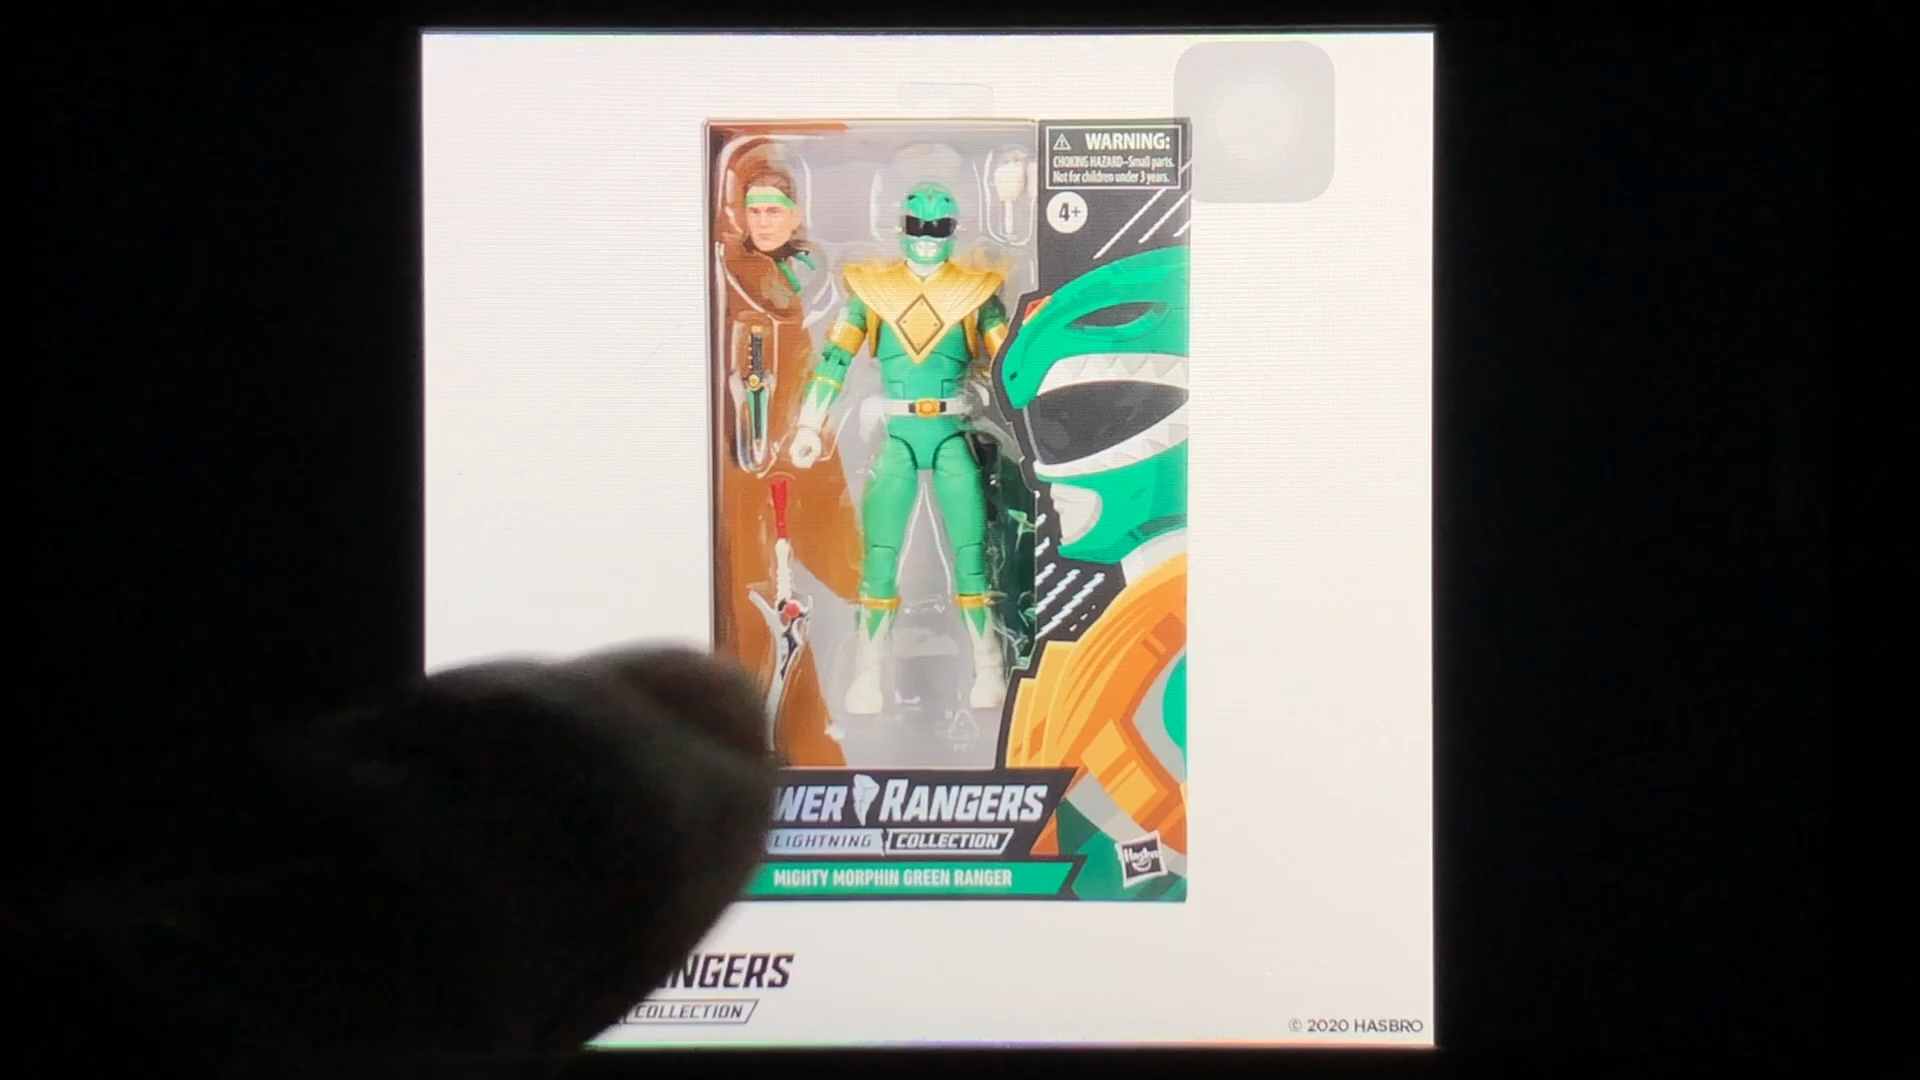 WARNING:
CHOKING HAZARD–Small parts.
Not for children under 3 years.
4+
WER RANGERS
LIGHTNING COLLECTION
MIGHTY MORPHIN GREEN RANGER
Hasbro
NGERS
COLLECTION
© 2020 HASBRO